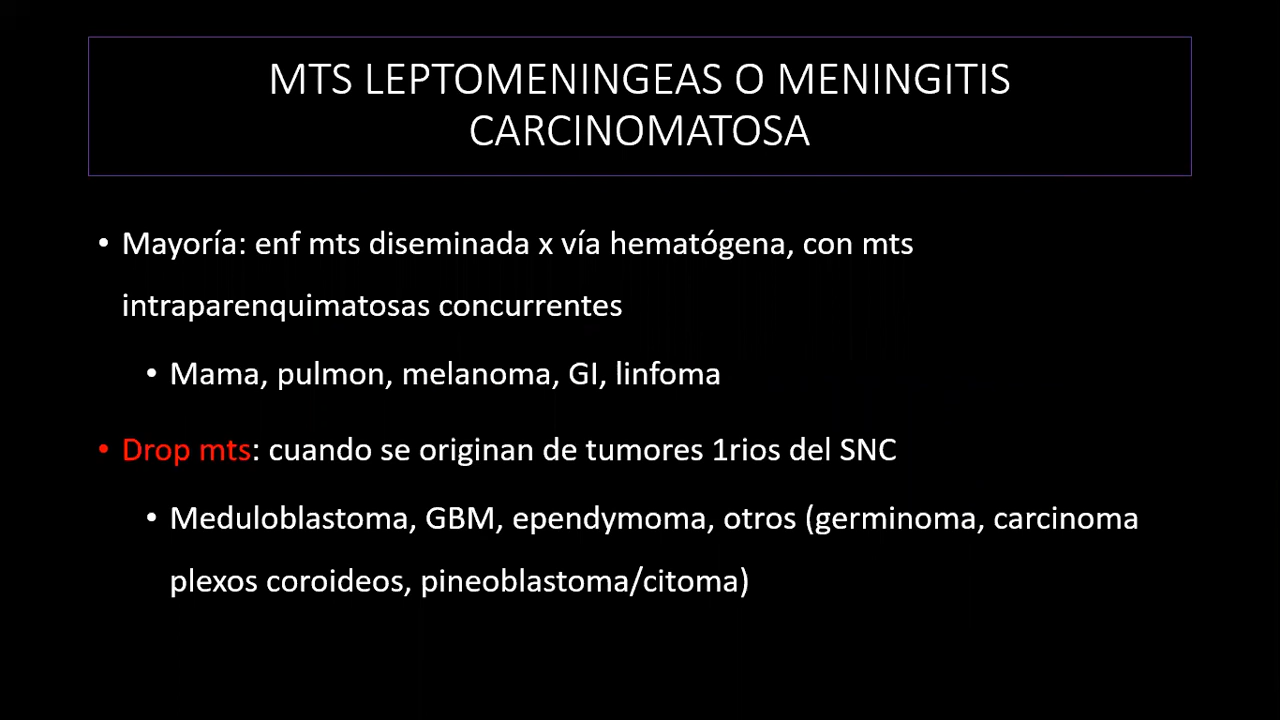 MTS LEPTOMENINGEAS O MENINGITIS
CARCINOMATOSA
• Mayoría: enf mts diseminada x vía hematógena, con mts
intraparenquimatosas concurrentes
• Mama, pulmon, melanoma, GI, linfoma
• Drop mts: cuando se originan de tumores 1rios del SNC
• Meduloblastoma, GBM, ependymoma, otros (germinoma, carcinoma
plexos coroideos, pineoblastoma/citoma)